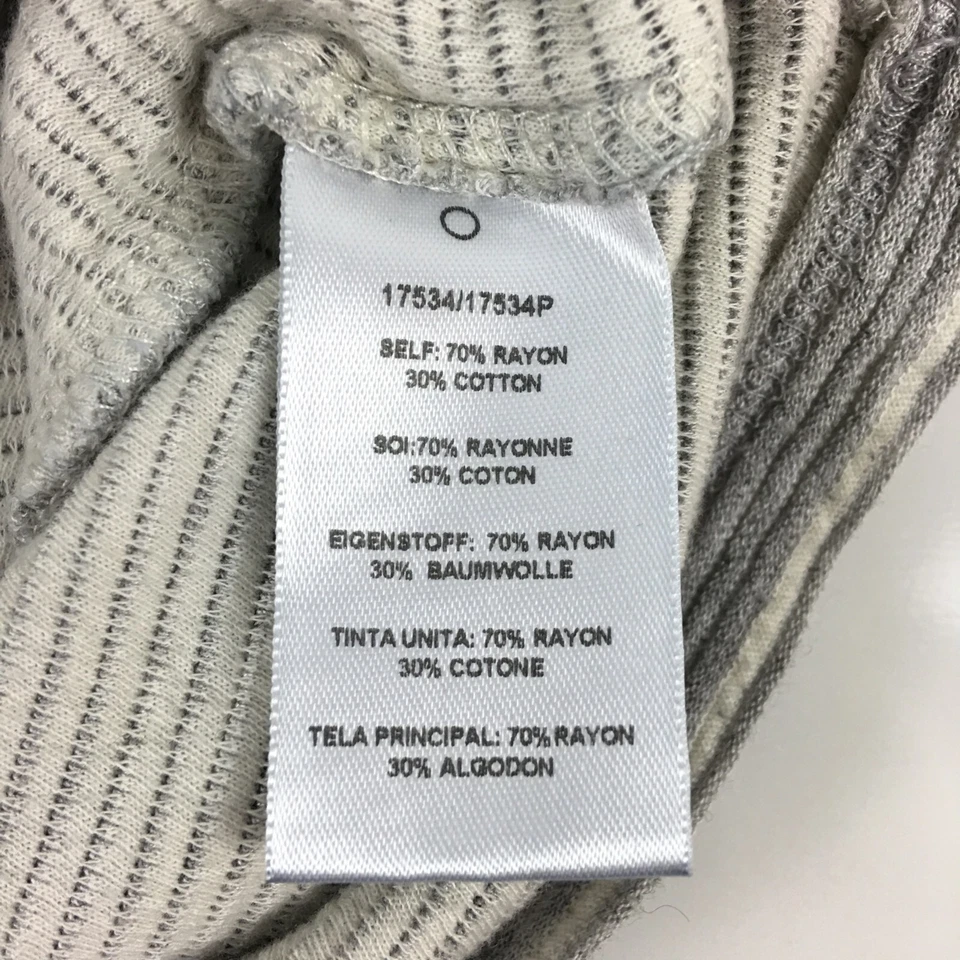 17534/17534P
SELF: 70% RAYON
30% COTTON
SOI:70% RAYONNE
30% COTON
EIGENSTOFF: 70% RAYON
30% BAUMWOLLE
TINTA UNITA: 70% RAYON
30% COTONE
TELA PRINCIPAL: 70% RAYON
30% ALGODON